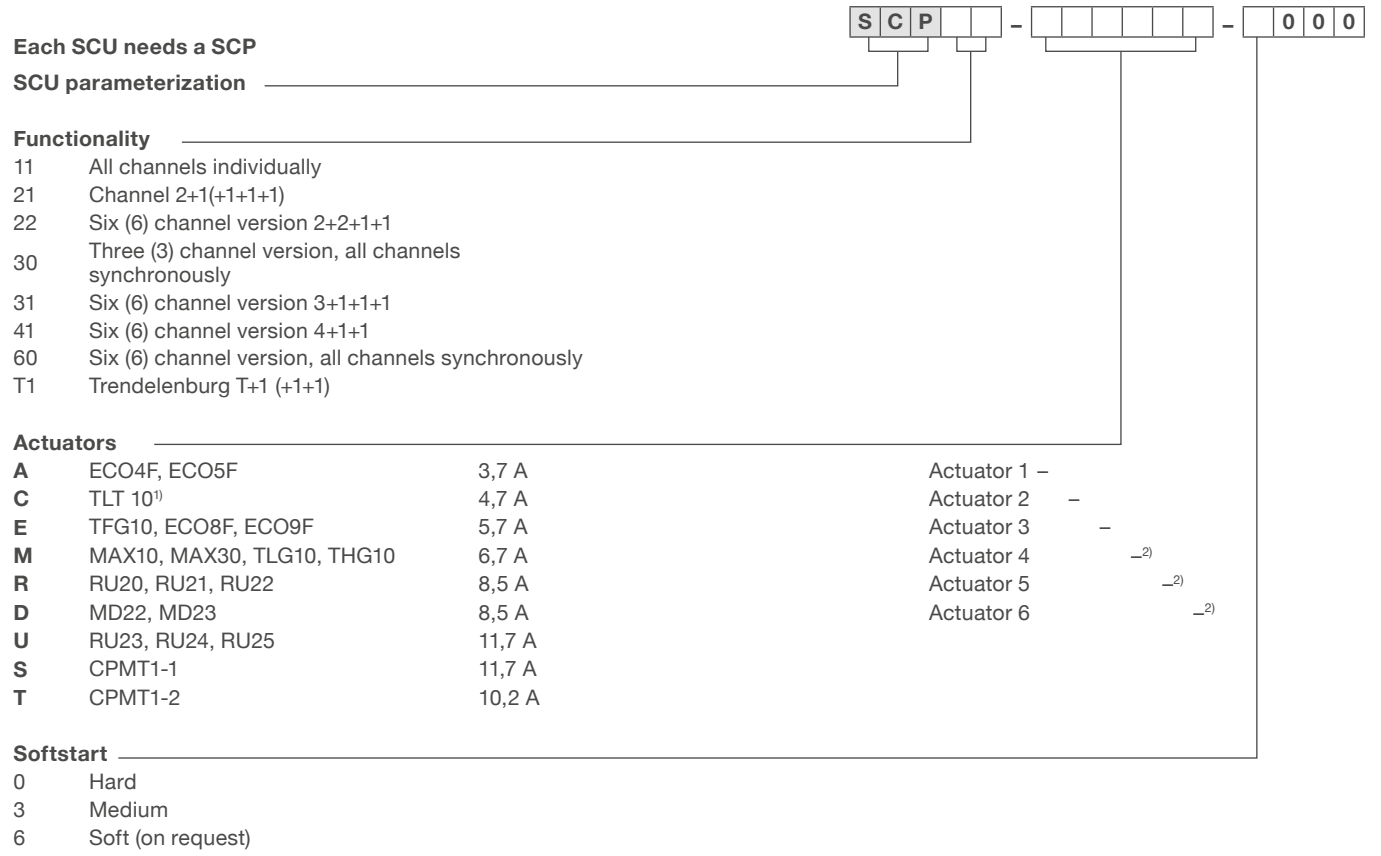 S C P – – 0 0 0
Each SCU needs a SCP
SCU parameterization
Functionality
11 All channels individually
21 Channel 2+1(+1+1+1)
22 Six (6) channel version 2+2+1+1
30 Three (3) channel version, all channels
synchronously
31 Six (6) channel version 3+1+1+1
41 Six (6) channel version 4+1+1
60 Six (6) channel version, all channels synchronously
T1 Trendelenburg T+1 (+1+1)
Actuators
A ECO4F, ECO5F 3,7 A Actuator 1 –
C TLT 10¹⁾ 4,7 A Actuator 2 –
E TFG10, ECO8F, ECO9F 5,7 A Actuator 3 –
M MAX10, MAX30, TLG10, THG10 6,7 A Actuator 4 –²⁾
R RU20, RU21, RU22 8,5 A Actuator 5 –²⁾
D MD22, MD23 8,5 A Actuator 6 –²⁾
U RU23, RU24, RU25 11,7 A
S CPMT1-1 11,7 A
T CPMT1-2 10,2 A
Softstart
0 Hard
3 Medium
6 Soft (on request)